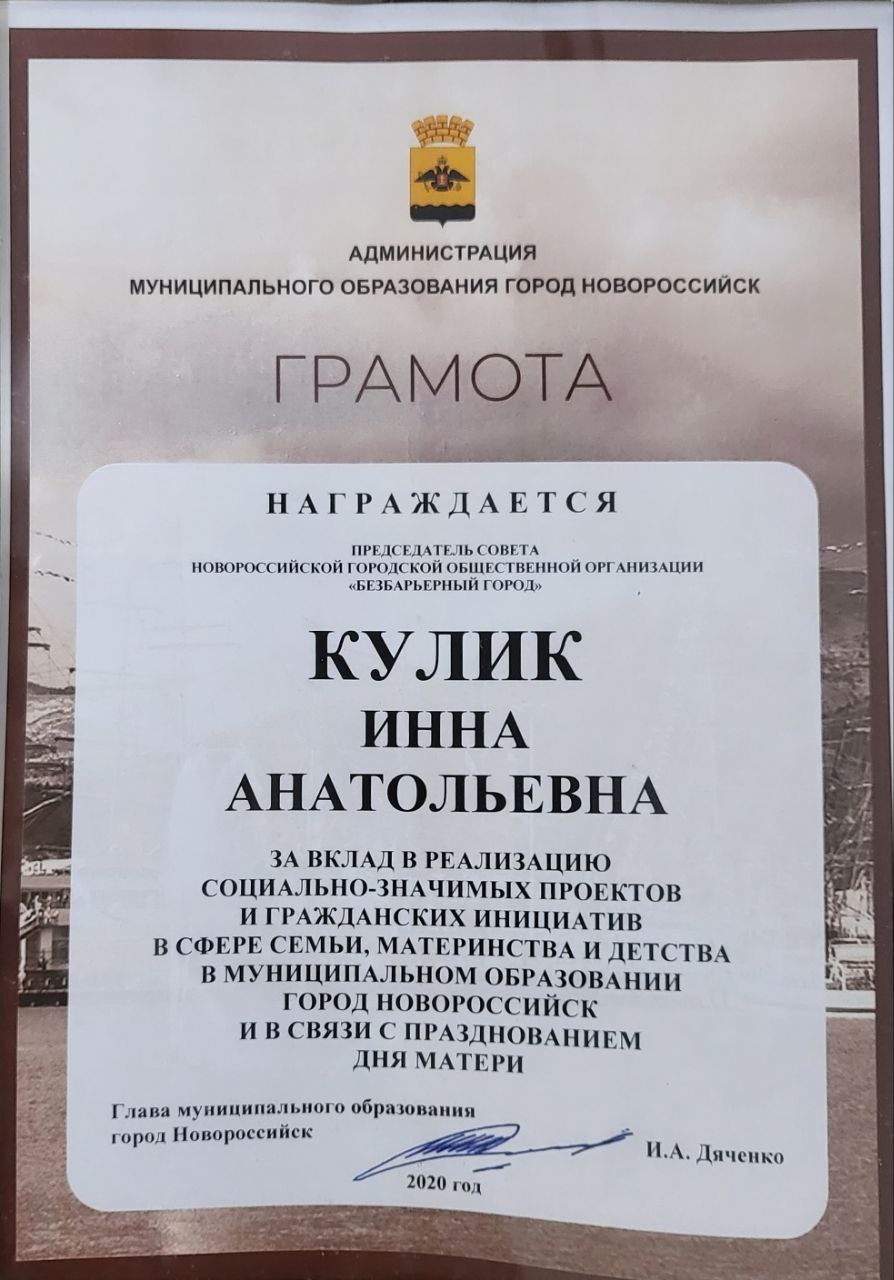 АДМИНИСТРАЦИЯ
МУНИЦИПАЛЬНОГО ОБРАЗОВАНИЯ ГОРОД НОВОРОССИЙСК
ГРАМОТА
НАГРАЖДАЕТСЯ
ПРЕДСЕДАТЕЛЬ СОВЕТА
НОВОРОССИЙСКОЙ ГОРОДСКОЙ ОБЩЕСТВЕННОЙ ОРГАНИЗАЦИИ
«БЕЗБАРЬЕРНЫЙ ГОРОД»
КУЛИК
ИННА
АНАТОЛЬЕВНА
ЗА ВКЛАД В РЕАЛИЗАЦИЮ
СОЦИАЛЬНО-ЗНАЧИМЫХ ПРОЕКТОВ
И ГРАЖДАНСКИХ ИНИЦИАТИВ
В СФЕРЕ СЕМЬИ, МАТЕРИНСТВА И ДЕТСТВА
В МУНИЦИПАЛЬНОМ ОБРАЗОВАНИИ
ГОРОД НОВОРОССИЙСК
И В СВЯЗИ С ПРАЗДНОВАНИЕМ
ДНЯ МАТЕРИ
Глава муниципального образования
город Новороссийск
И.А. Дяченко
2020 год